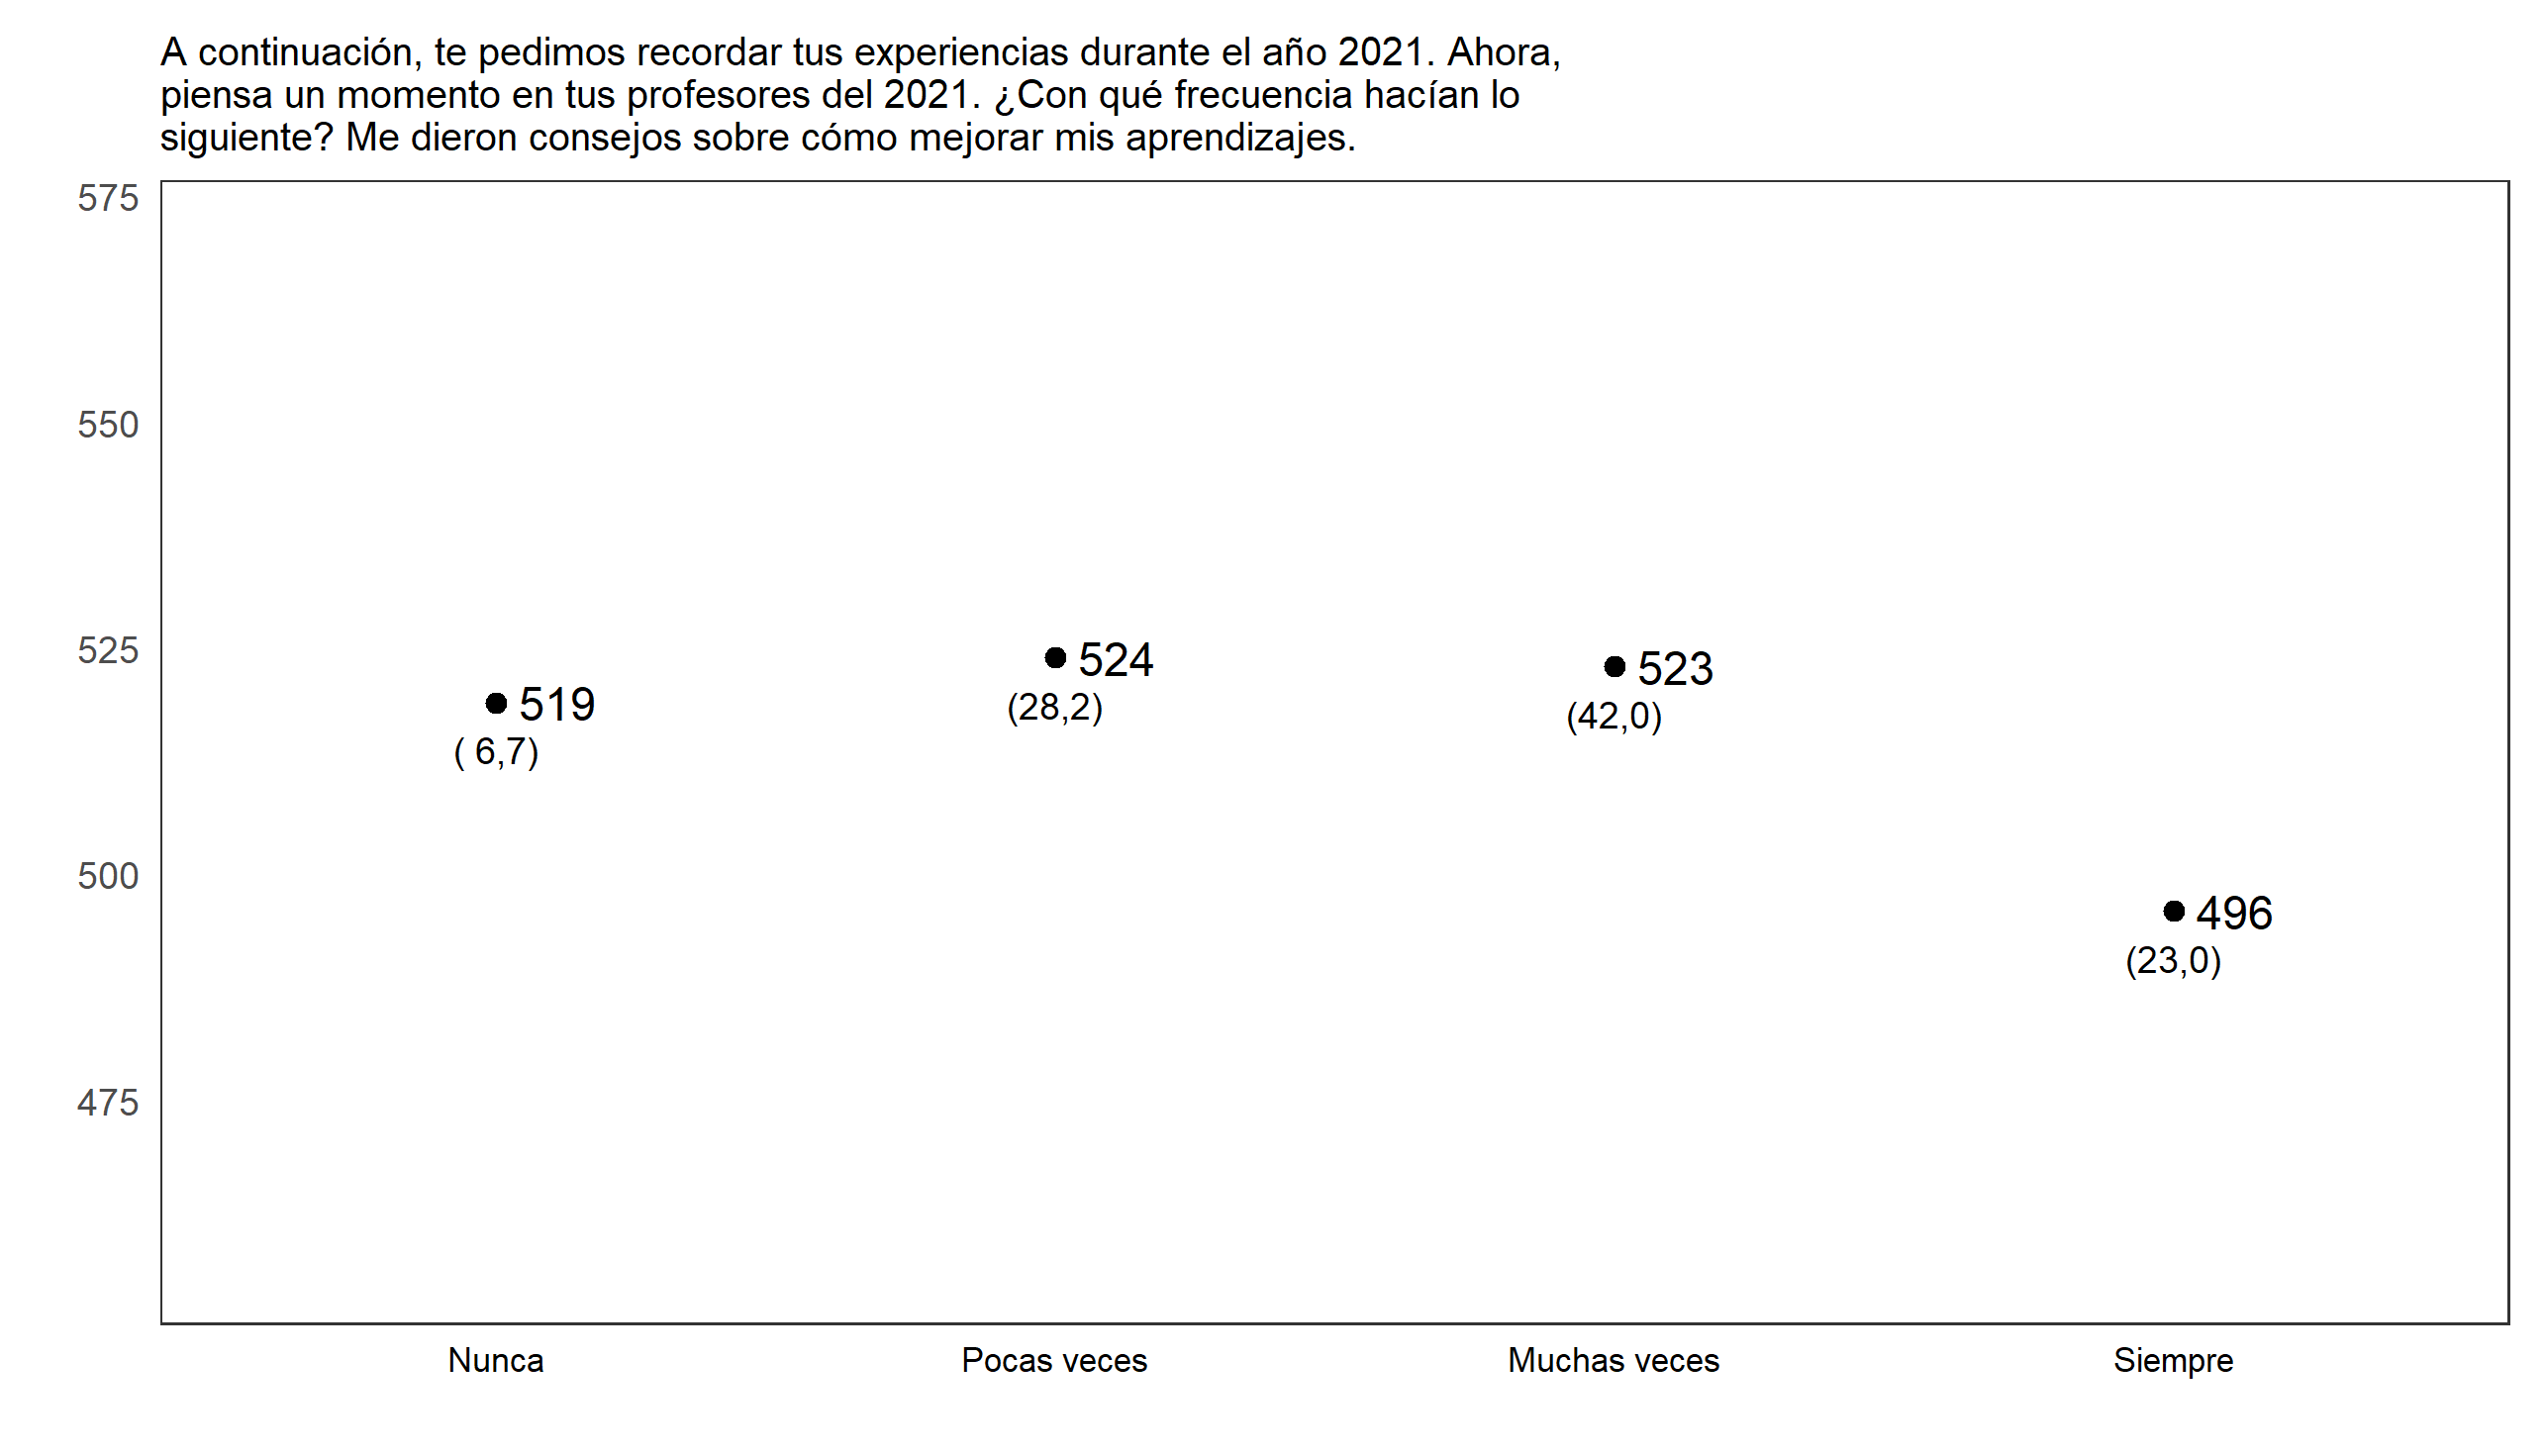 A continuación, te pedimos recordar tus experiencias durante el año 2021. Ahora,
piensa un momento en tus profesores del 2021. ¿Con qué frecuencia hacían lo
siguiente? Me dieron consejos sobre cómo mejorar mis aprendizajes.
575
550
525
500
475
519
( 6,7)
524
(28,2)
523
(42,0)
496
(23,0)
Nunca
Pocas veces
Muchas veces
Siempre